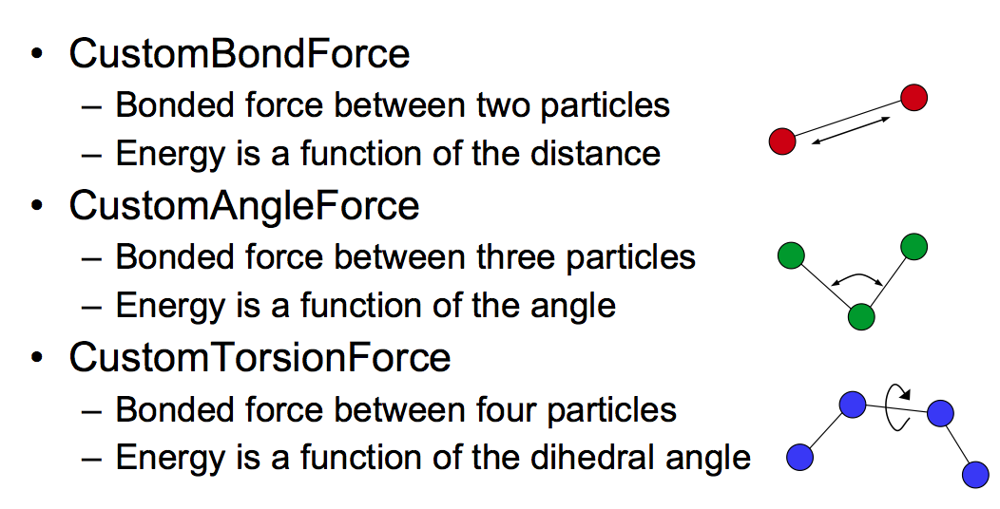 • CustomBondForce
– Bonded force between two particles
– Energy is a function of the distance
• CustomAngleForce
– Bonded force between three particles
– Energy is a function of the angle
• CustomTorsionForce
– Bonded force between four particles
– Energy is a function of the dihedral angle